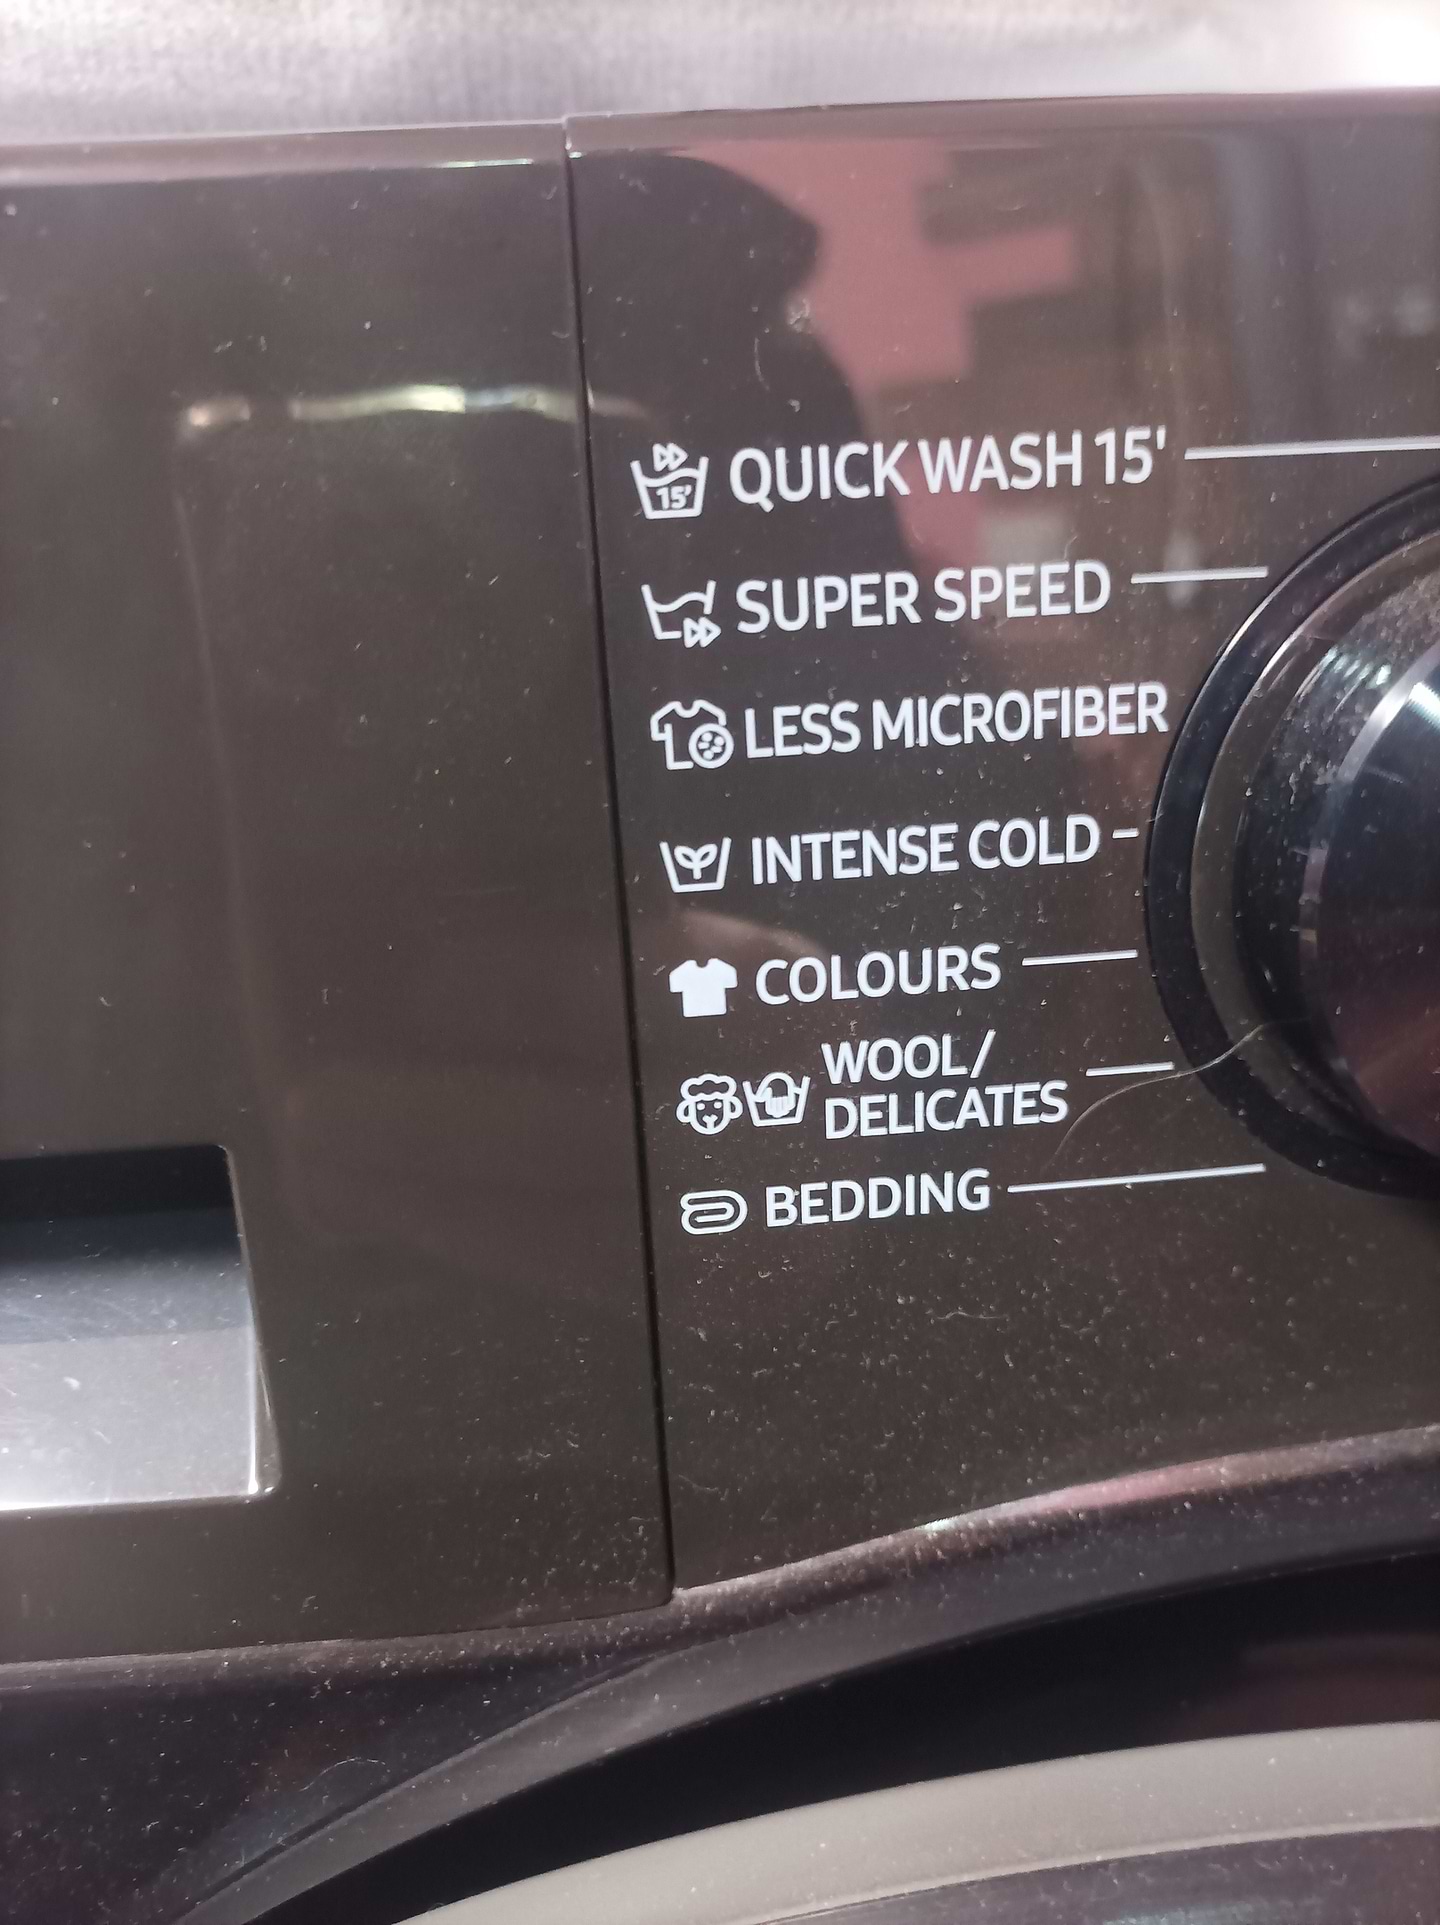 QUICK WASH 15'
15'
SUPER SPEED
LESS MICROFIBER
INTENSE COLD
COLOURS
WOOL/
DELICATES
BEDDING